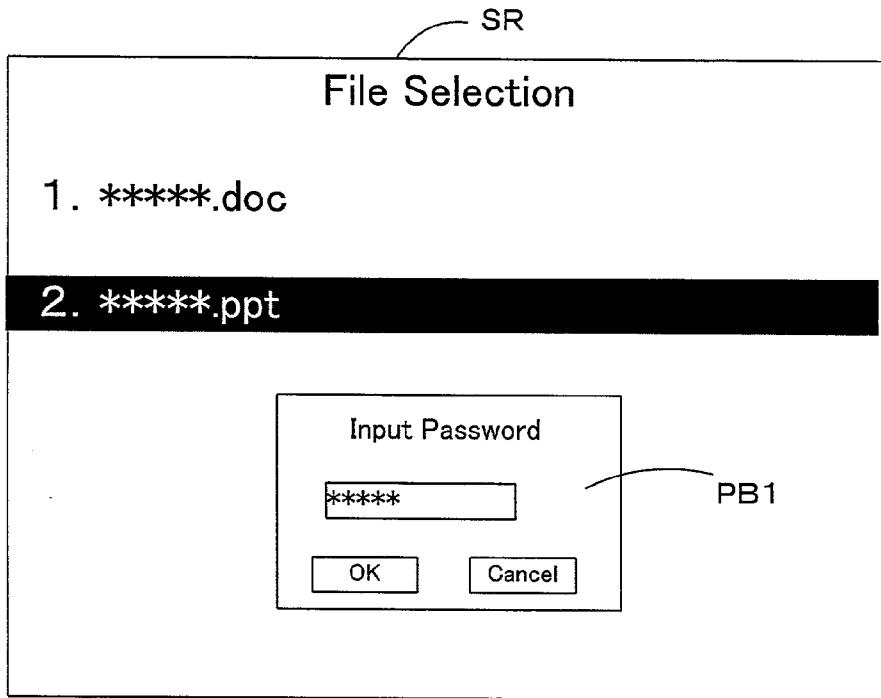 SR
File Selection
1. *****.doc
2. *****.ppt
Input Password
*****
PB1
OK Cancel